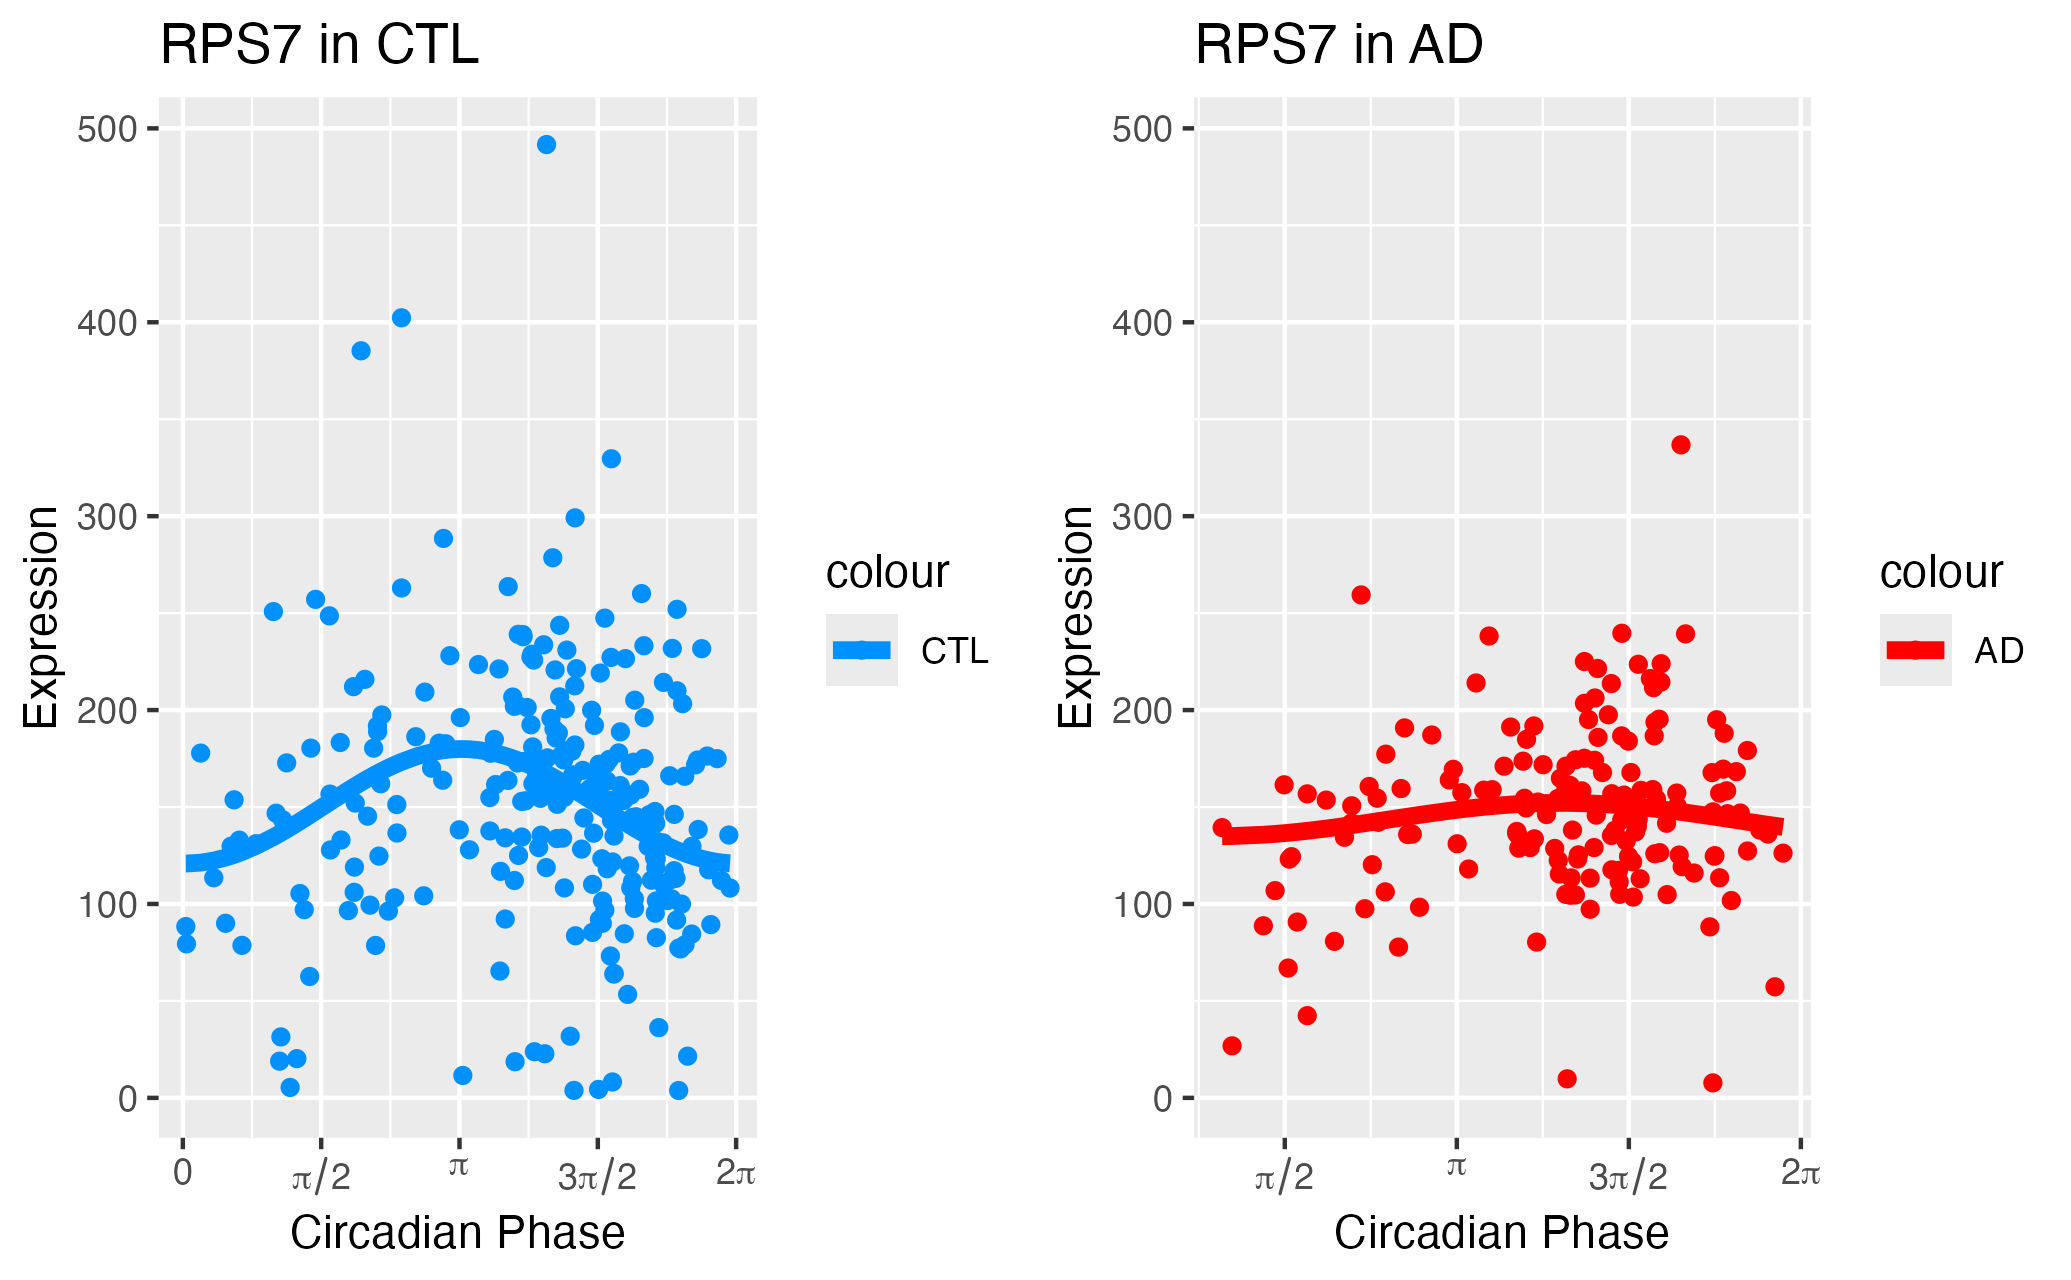 RPS7 in CTL
500
400
300
200
100
0
Expression
0 π/2 π 3π/2 2π
Circadian Phase
colour
CTL
RPS7 in AD
500
400
300
200
100
0
Expression
π/2 π 3π/2 2π
Circadian Phase
colour
AD